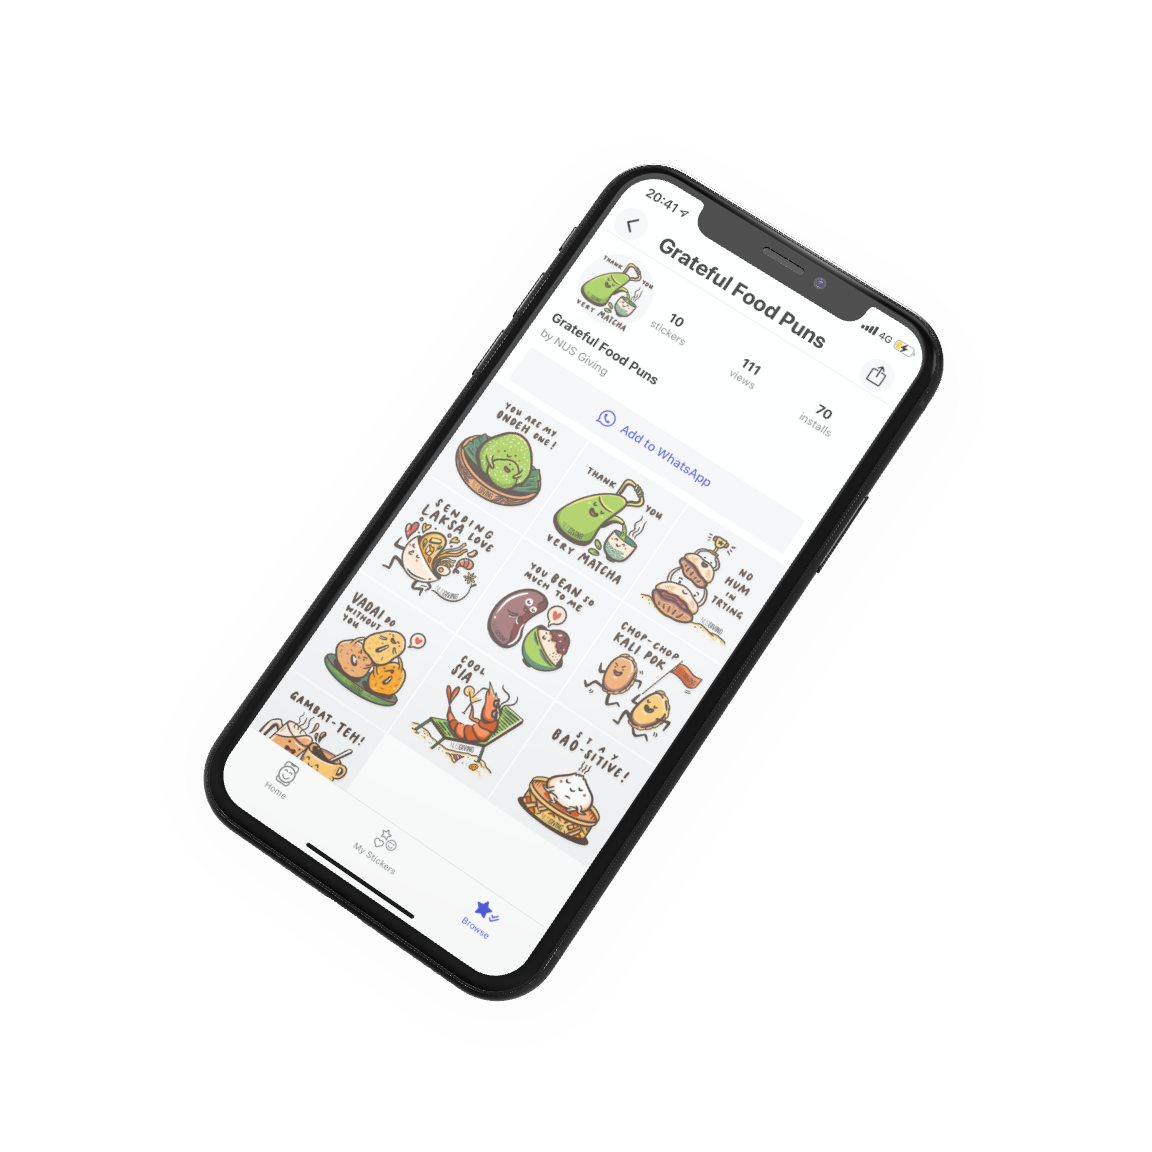 20:41
4G
Grateful Food Puns
THANK YOU
VERY MATCHA
10
stickers
111
views
70
installs
Grateful Food Puns
by NUS Giving
Add to WhatsApp
YOU ARE MY
ONDEH ONE!
THANK YOU
VERY MATCHA
NO
HUM
IN
TRYING
SENDING
LAKSA LOVE
YOU BEAN SO
MUCH TO ME
CHOP-CHOP
KALI POK
VADAI DO
WITHOUT
YOU
COOL
SIA
NUSGIVING
STAY
BAO-SITIVE!
GAMBAT-TEH!
Home
My Stickers
Browse